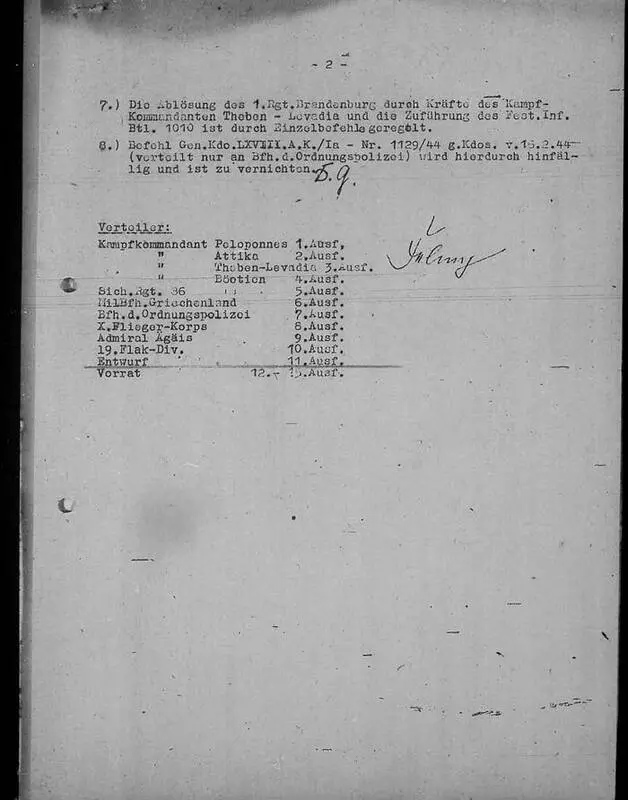 - 2 -
7.) Die Ablösung des 1.Rgt.Brandenburg durch Kräfte des Kampf-
Kommandanten Theben - Levadia und die Zuführung des Fest.Inf.
Btl. 1010 ist durch Einzelbefehle geregelt.
8.) Befehl Gen.Kdo.LXVIII.A.K./Ia - Nr. 1129/44 g.Kdos. v.15.2.44
(verteilt nur an Bfh.d.Ordnungspolizei) wird hierdurch hinfäl-
lig und ist zu vernichten.
Verteiler:
Kampfkommandant Peloponnes 1.Ausf.
" Attika 2.Ausf.
" Theben-Levadia 3.Ausf.
" Böotien 4.Ausf.
Sich.Rgt. 86 5.Ausf.
MilBfh.Griechenland 6.Ausf.
Bfh.d.Ordnungspolizei 7.Ausf.
X.Flieger-Korps 8.Ausf.
Admiral Ägäis 9.Ausf.
19.Flak-Div. 10.Ausf.
Entwurf 11.Ausf.
Vorrat 12.- 15.Ausf.